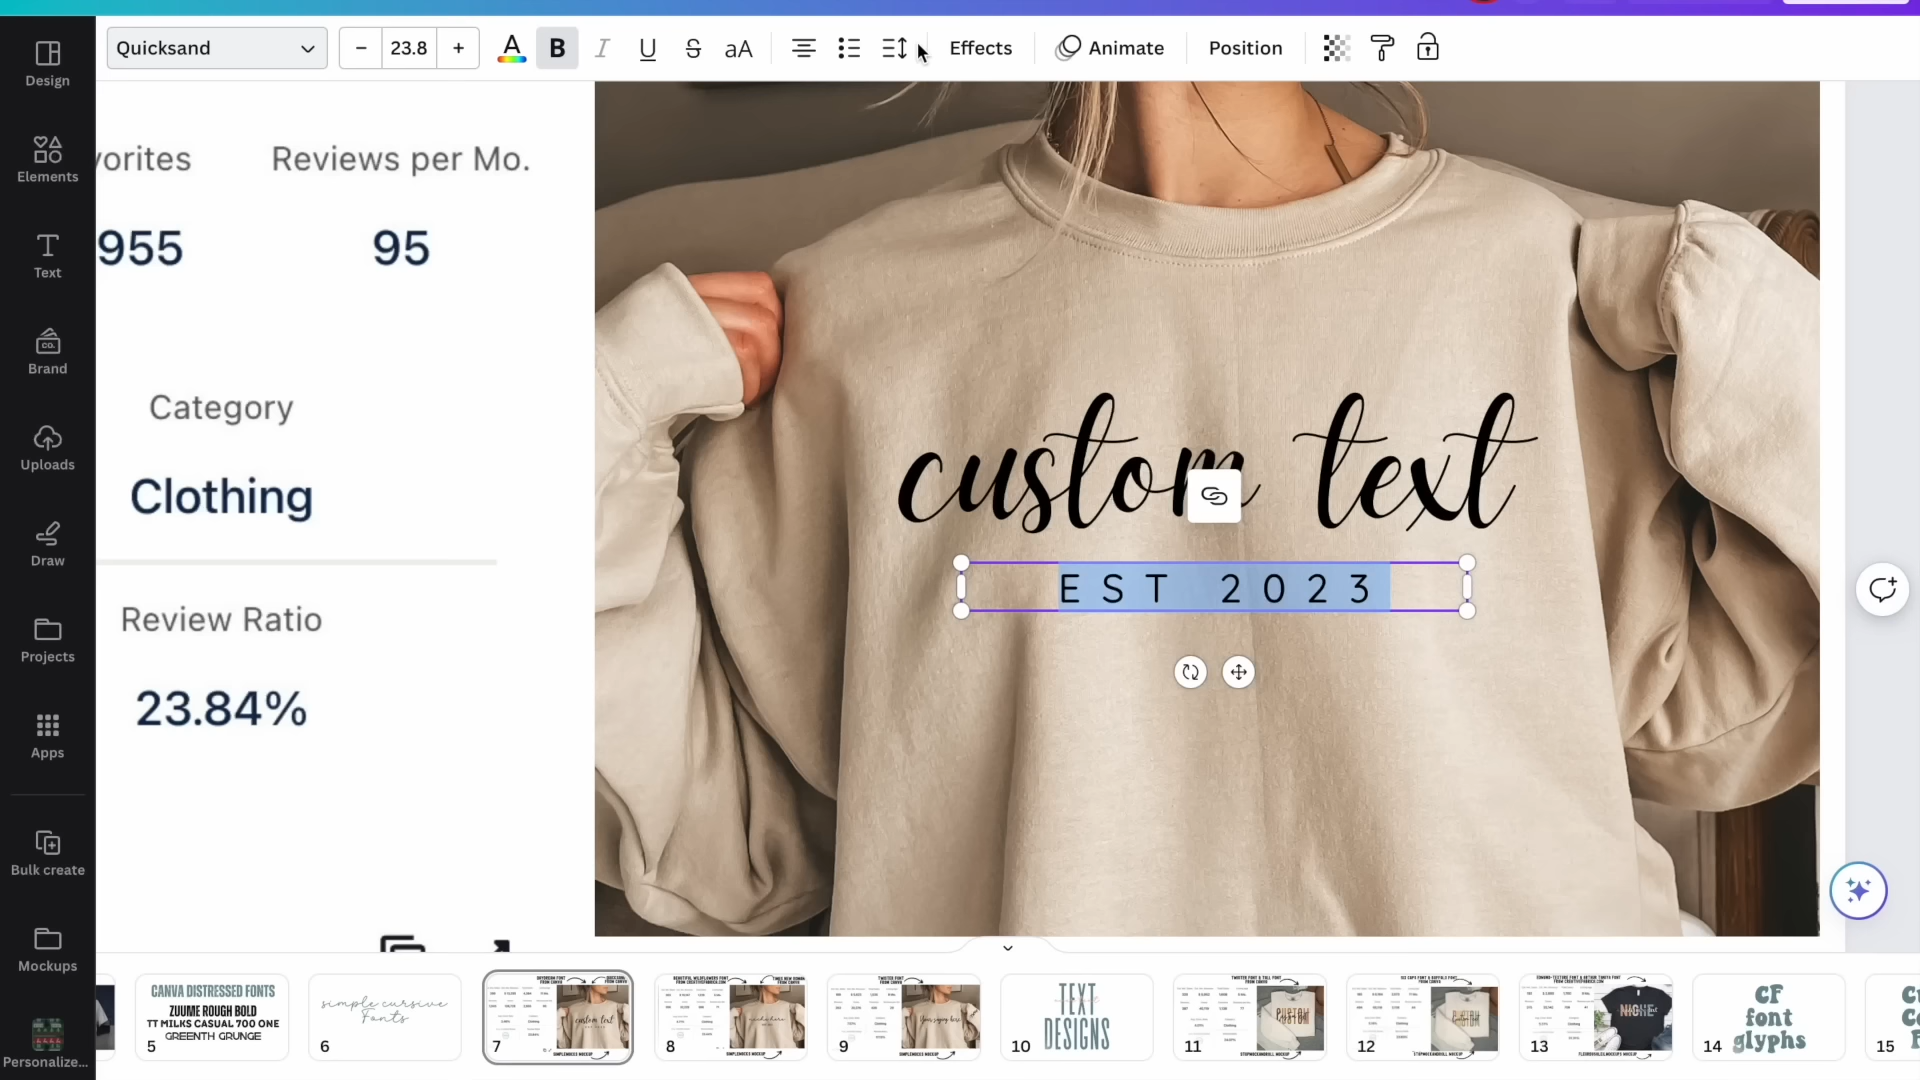 Quicksand
23.8
A
B
I
U
S
aA
Effects
Animate
Position
Design
Elements
Text
Brand
Uploads
Draw
Projects
Apps
Bulk create
Mockups
Personalize...
vorites
Reviews per Mo.
955
95
Category
Clothing
Review Ratio
23.84%
custom text
EST 2023
CANVA DISTRESSED FONTS
ZUUME ROUGH BOLD
TT MILKS CASUAL 700 ONE
GREENTH GRUNGE
5
simple cursive
Fonts
6
7
8
9
TEXT
DESIGNS
10
11
12
13
CF
font
glyphs
14
15